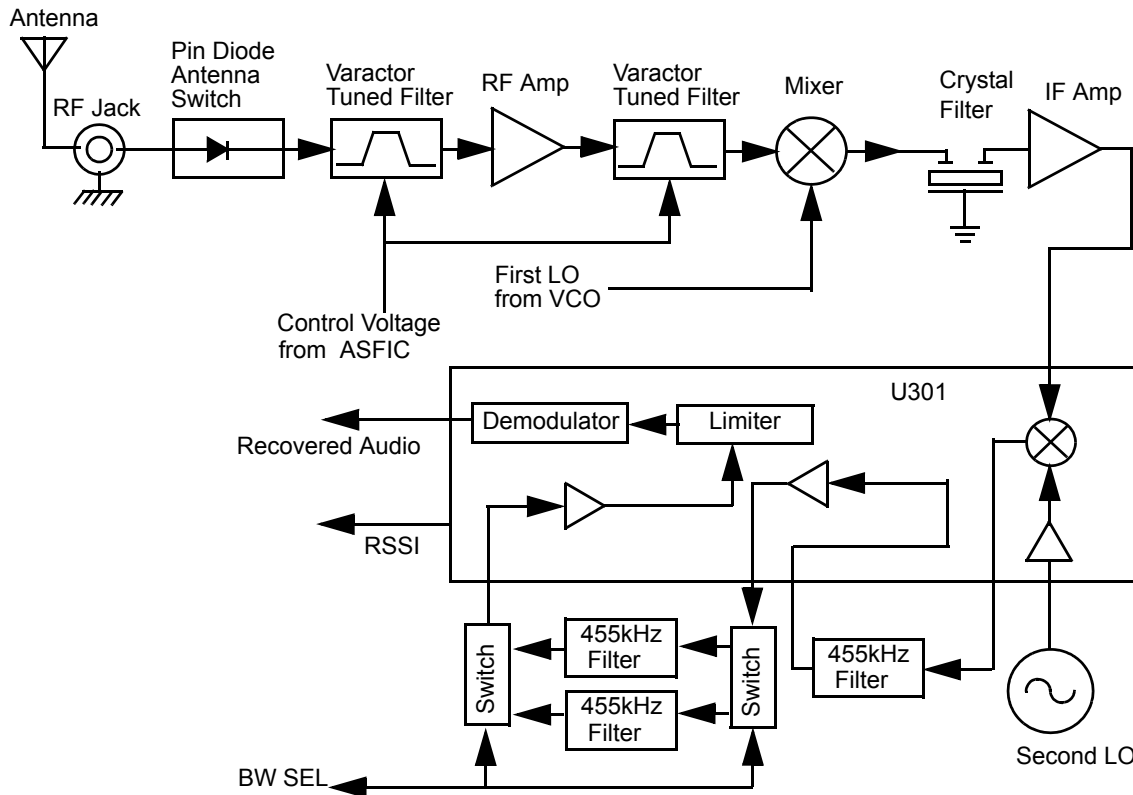 Antenna
RF Jack
Pin Diode
Antenna
Switch
Varactor
Tuned Filter
RF Amp
Varactor
Tuned Filter
Mixer
Crystal
Filter
IF Amp
First LO
from VCO
Control Voltage
from ASFIC
U301
Demodulator
Limiter
Recovered Audio
RSSI
Switch
455kHz
Filter
455kHz
Filter
Switch
455kHz
Filter
Second LO
BW SEL